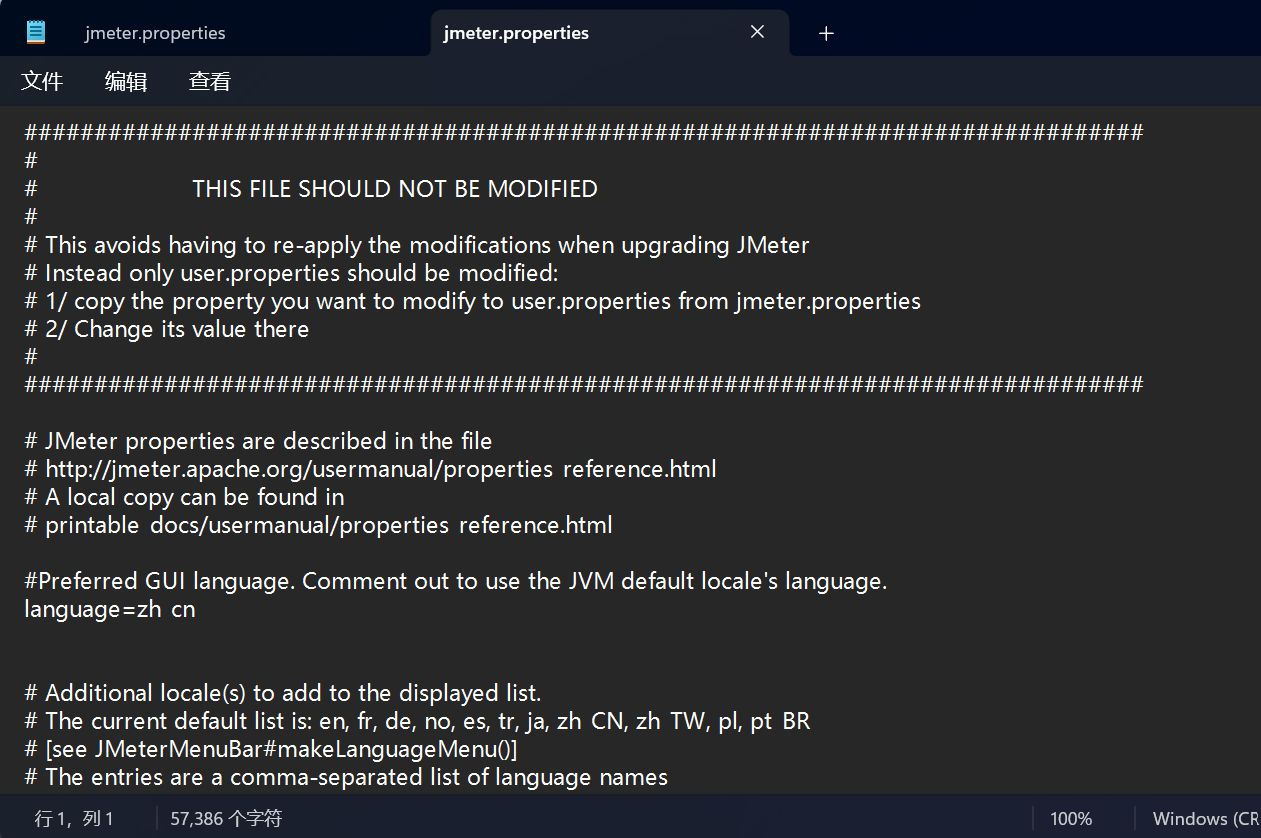 jmeter.properties
jmeter.properties
文件 编辑 查看
################################################################################
#
# THIS FILE SHOULD NOT BE MODIFIED
#
# This avoids having to re-apply the modifications when upgrading JMeter
# Instead only user.properties should be modified:
# 1/ copy the property you want to modify to user.properties from jmeter.properties
# 2/ Change its value there
#
################################################################################
# JMeter properties are described in the file
# http://jmeter.apache.org/usermanual/properties reference.html
# A local copy can be found in
# printable docs/usermanual/properties reference.html
#Preferred GUI language. Comment out to use the JVM default locale's language.
language=zh cn
# Additional locale(s) to add to the displayed list.
# The current default list is: en, fr, de, no, es, tr, ja, zh CN, zh TW, pl, pt BR
# [see JMeterMenuBar#makeLanguageMenu()]
# The entries are a comma-separated list of language names
行 1，列 1 57,386 个字符 100% Windows (CR